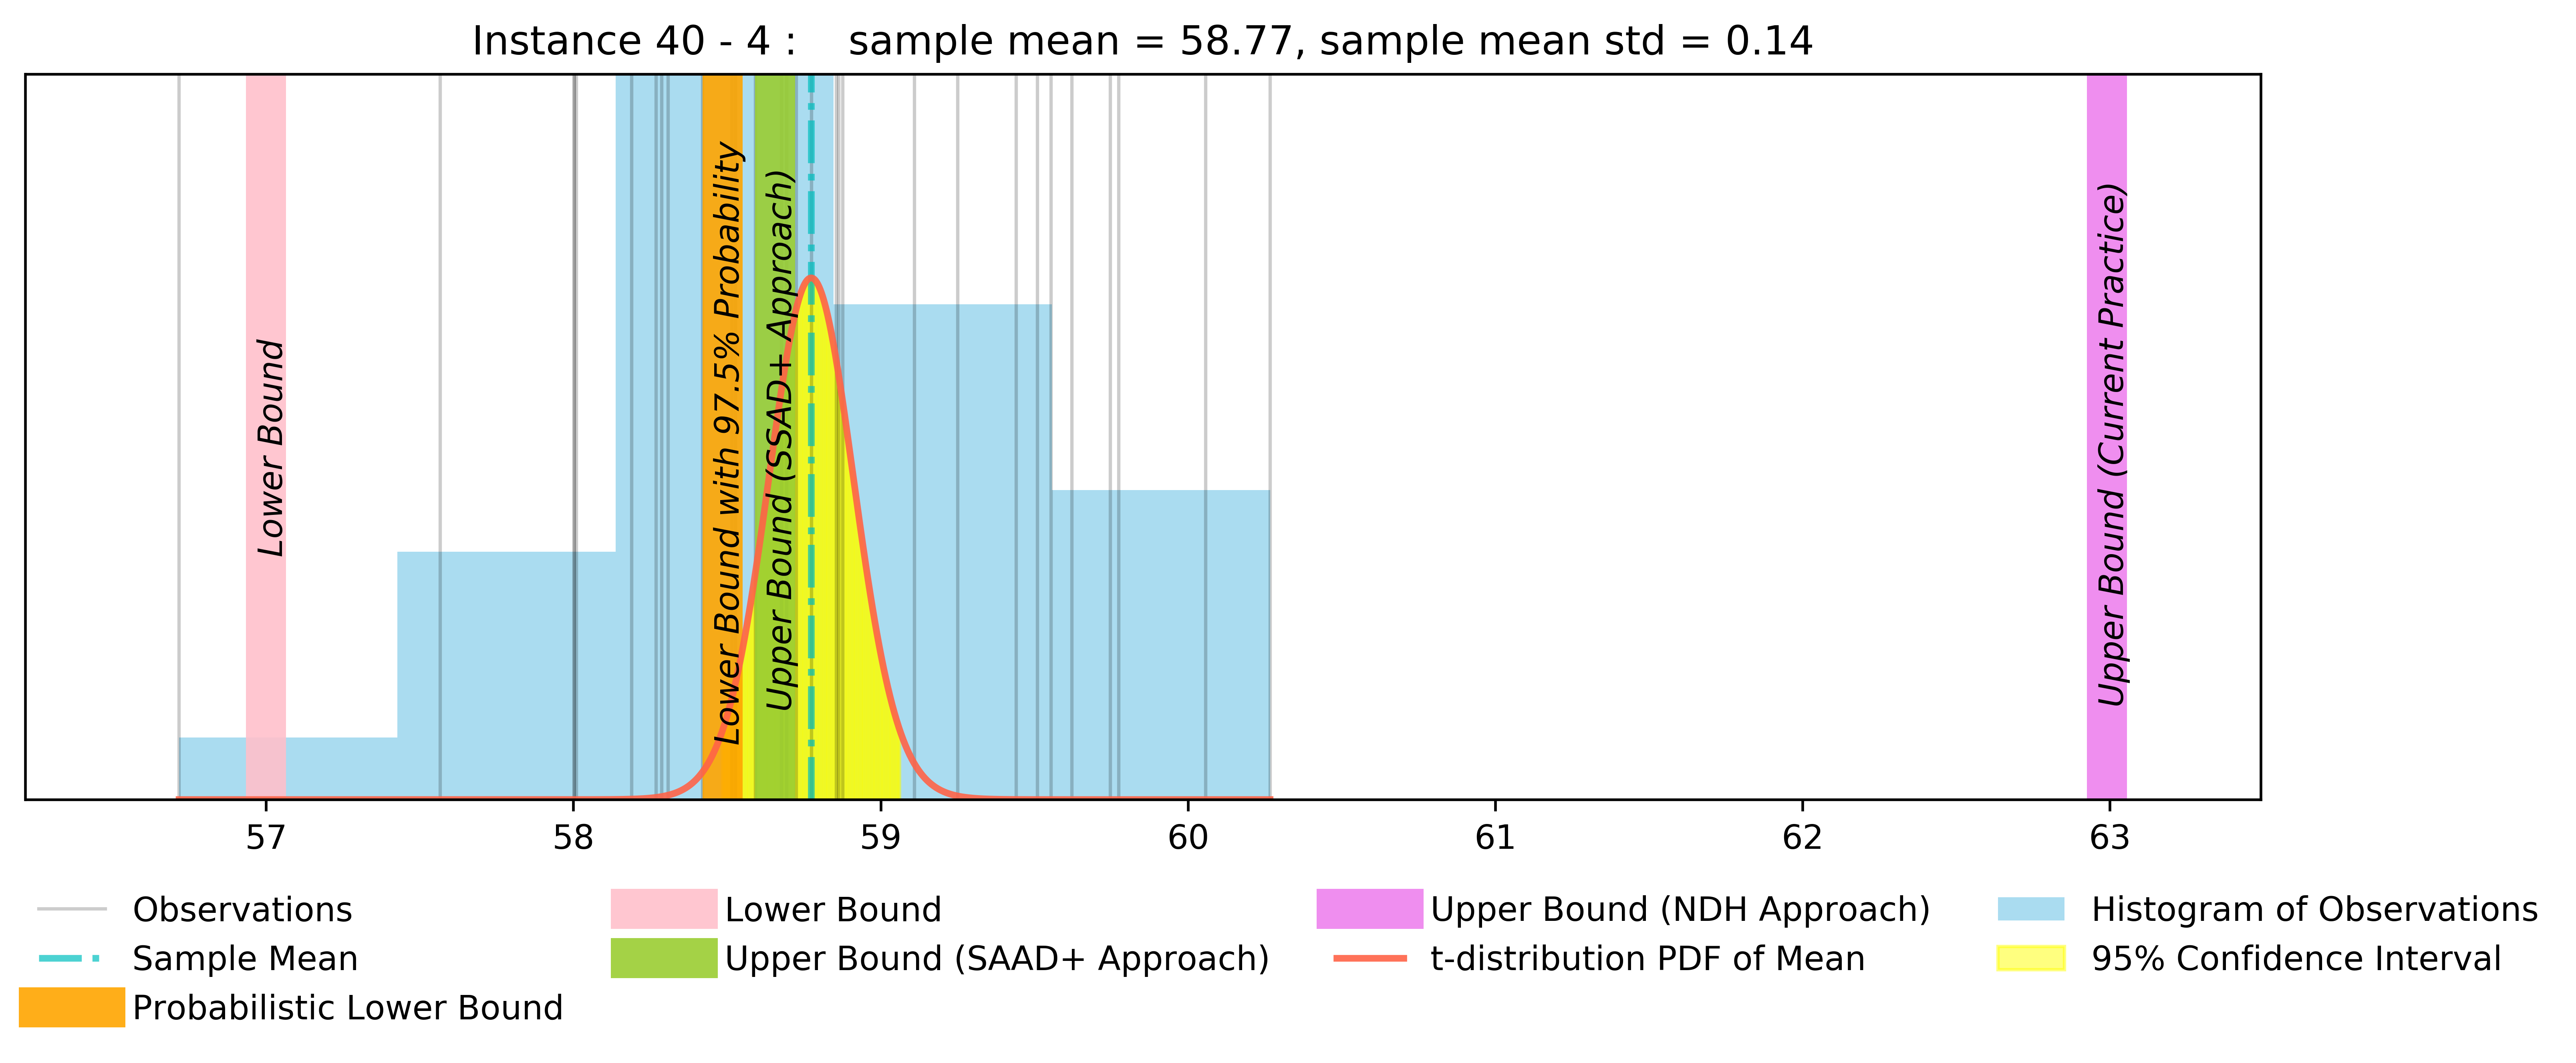 Instance 40 - 4 :    sample mean = 58.77, sample mean std = 0.14
Lower Bound
Lower Bound with 97.5% Probability
Upper Bound (SSAD+ Approach)
Upper Bound (Current Practice)
57 58 59 60 61 62 63
Observations
Sample Mean
Probabilistic Lower Bound
Lower Bound
Upper Bound (SAAD+ Approach)
Upper Bound (NDH Approach)
t-distribution PDF of Mean
Histogram of Observations
95% Confidence Interval